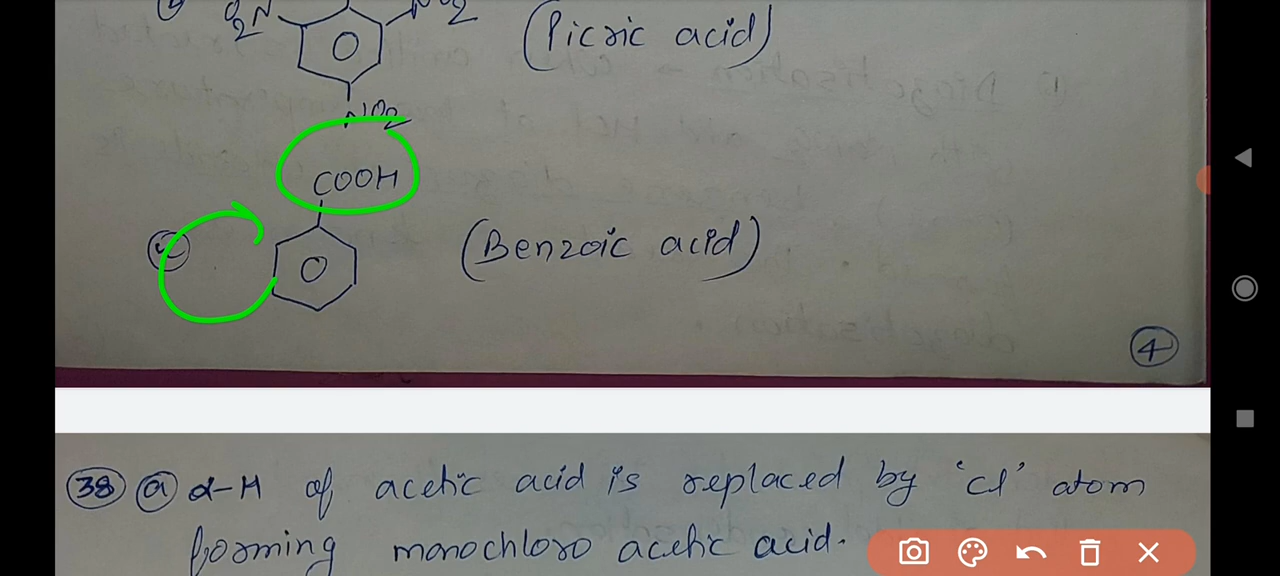 O₂N NO₂ (Picric acid)
NO₂
COOH
(Benzoic acid)
4
38 a α-H of acetic acid is replaced by 'Cl' atom
forming monochloro acetic acid.